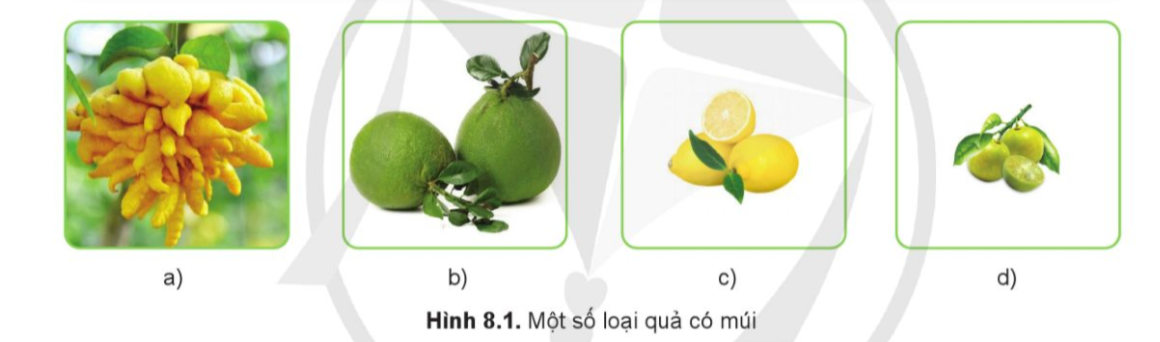 a)
b)
c)
d)
Hình 8.1. Một số loại quả có múi